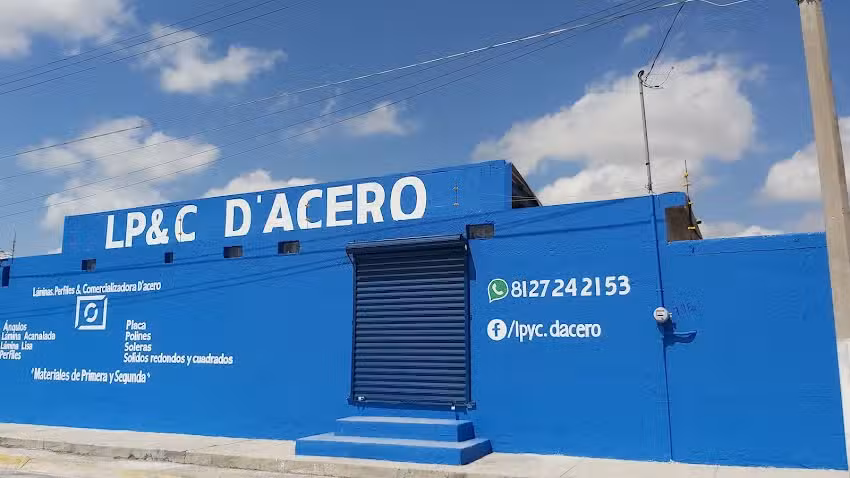 LP&C D'ACERO
Láminas, Perfiles & Comercializadora D'acero
Ángulos
Lámina Acanalada
Lámina Lisa
Perfiles
Placa
Polines
Soleras
Solidos redondos y cuadrados
"Materiales de Primera y Segunda"
8127242153
f/lpyc.dacero